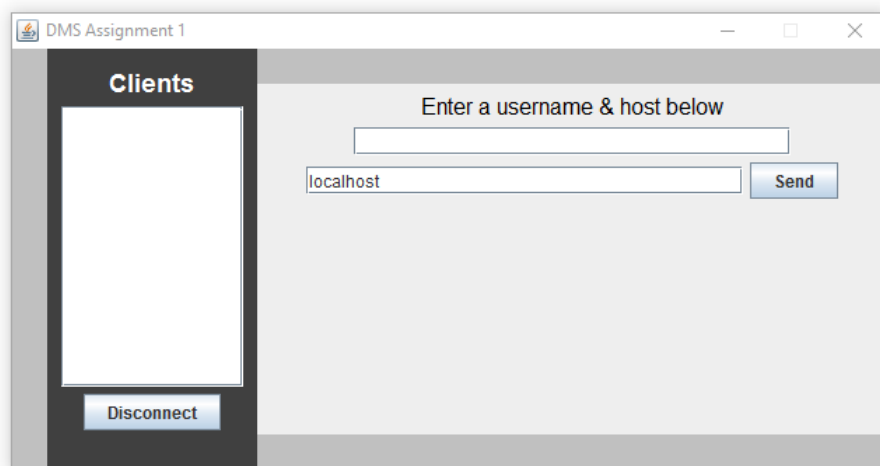 DMS Assignment 1
Clients
Enter a username & host below
localhost
Send
Disconnect